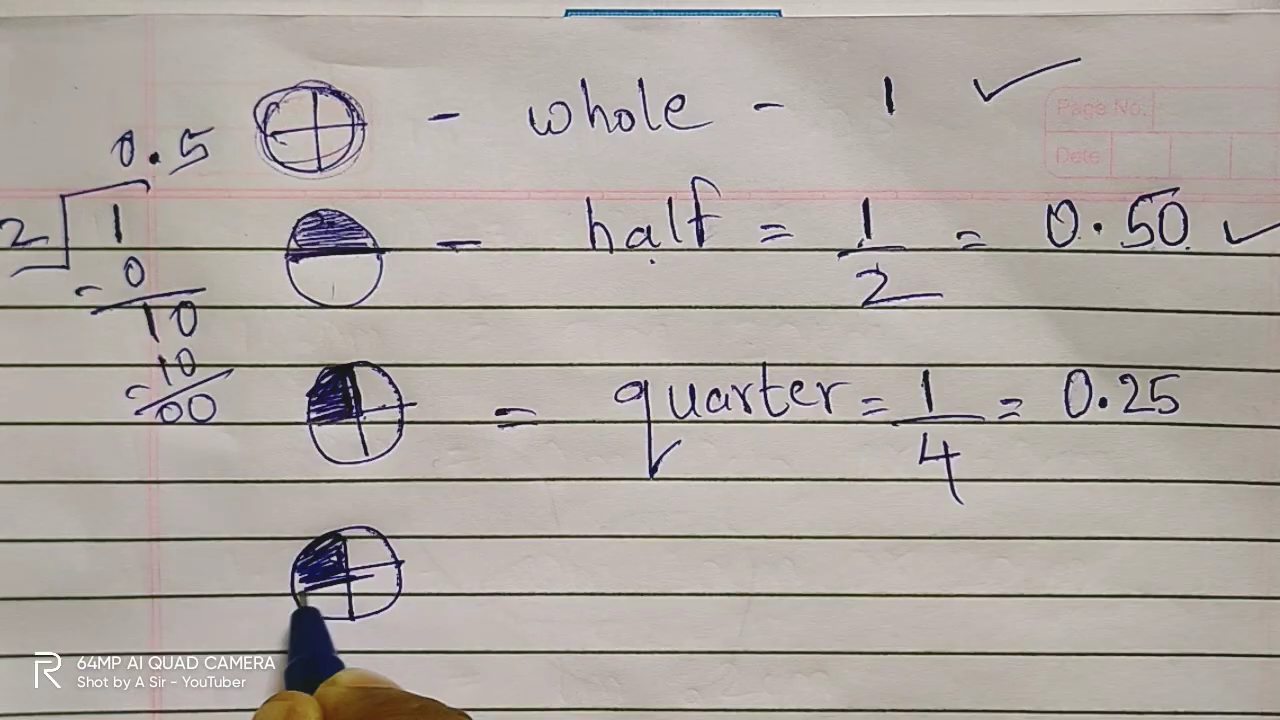 - whole - 1 ✓
Page No.
Date
0.5
2 1
- 0
10
- 10
00
- half = 1/2 = 0.50 ✓
= quarter = 1/4 = 0.25
64MP AI QUAD CAMERA
Shot by A Sir - YouTuber